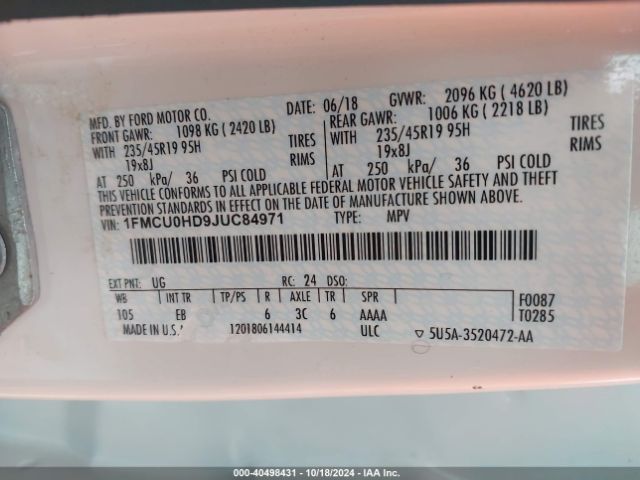 MFD. BY FORD MOTOR CO. DATE: 06/18 GVWR: 2096 KG ( 4620 LB)
FRONT GAWR: 1098 KG ( 2420 LB) REAR GAWR: 1006 KG ( 2218 LB)
WITH 235/45R19 95H TIRES WITH 235/45R19 95H TIRES
19x8J RIMS 19x8J RIMS
AT 250 kPa/ 36 PSI COLD AT 250 kPa/ 36 PSI COLD
THIS VEHICLE CONFORMS TO ALL APPLICABLE FEDERAL MOTOR VEHICLE SAFETY AND THEFT
PREVENTION STANDARDS IN EFFECT ON THE DATE OF MANUFACTURE SHOWN ABOVE.
VIN: 1FMCU0HD9JUC84971 TYPE: MPV
EXT PNT: UG RC: 24 DSO:
WB INT TR TP/PS R AXLE TR SPR F0087
105 EB 6 3C 6 AAAA T0285
MADE IN U.S.A. 1201806144414 ULC ▽ 5U5A-3520472-AA
000-40498431 - 10/18/2024 - IAA Inc.